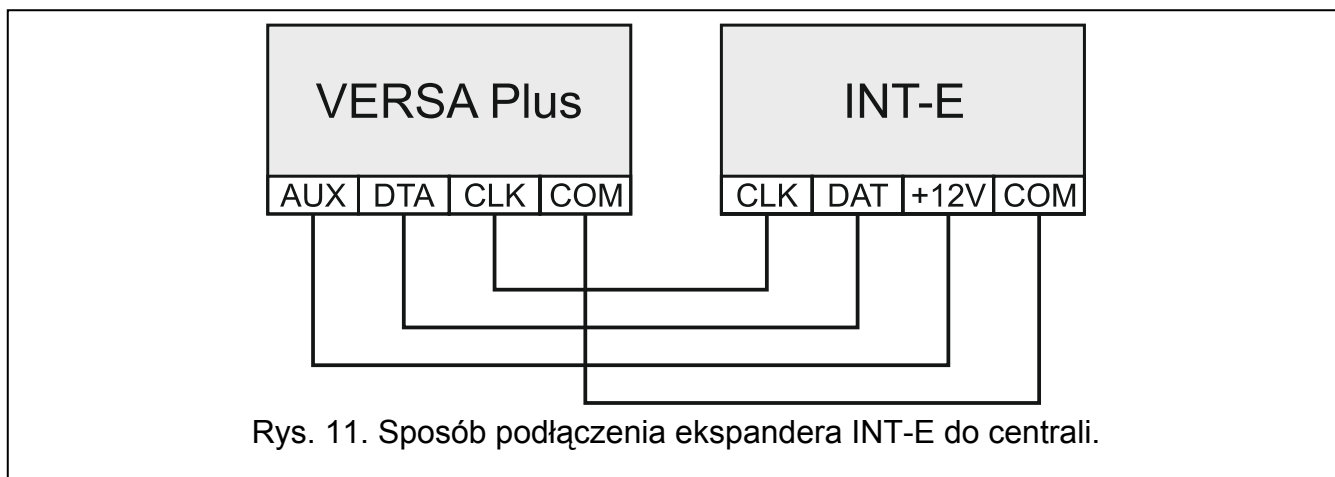 VERSA Plus INT-E
AUX DTA CLK COM CLK DAT +12V COM
Rys. 11. Sposób podłączenia ekspandera INT-E do centrali.